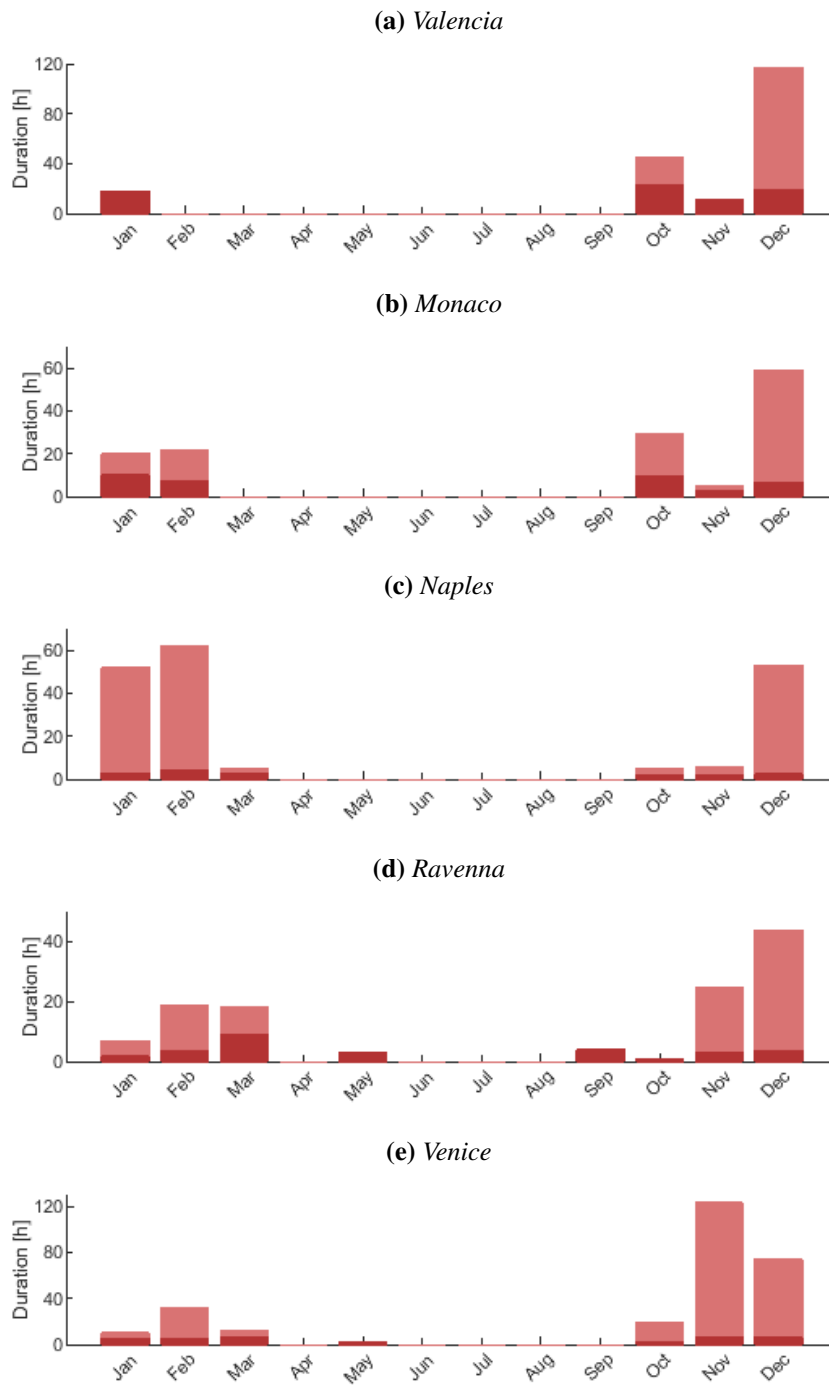 (a) Valencia
Duration [h]
120
80
40
0
Jan Feb Mar Apr May Jun Jul Aug Sep Oct Nov Dec
(b) Monaco
Duration [h]
60
40
20
0
Jan Feb Mar Apr May Jun Jul Aug Sep Oct Nov Dec
(c) Naples
Duration [h]
60
40
20
0
Jan Feb Mar Apr May Jun Jul Aug Sep Oct Nov Dec
(d) Ravenna
Duration [h]
40
20
0
Jan Feb Mar Apr May Jun Jul Aug Sep Oct Nov Dec
(e) Venice
Duration [h]
120
80
40
0
Jan Feb Mar Apr May Jun Jul Aug Sep Oct Nov Dec